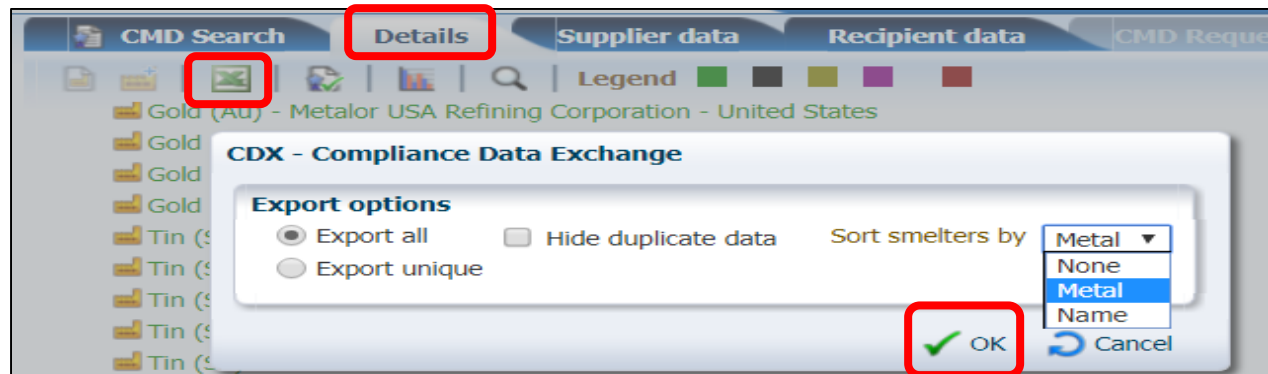 CMD Search Details Supplier data Recipient data CMD Reque
Legend
Gold (Au) - Metalor USA Refining Corporation - United States
Gold
CDX - Compliance Data Exchange
Gold
Gold Export options
Tin (S Export all Hide duplicate data Sort smelters by Metal
Tin (S Export unique None
Tin (S Metal
Tin (S Name
Tin (S OK Cancel